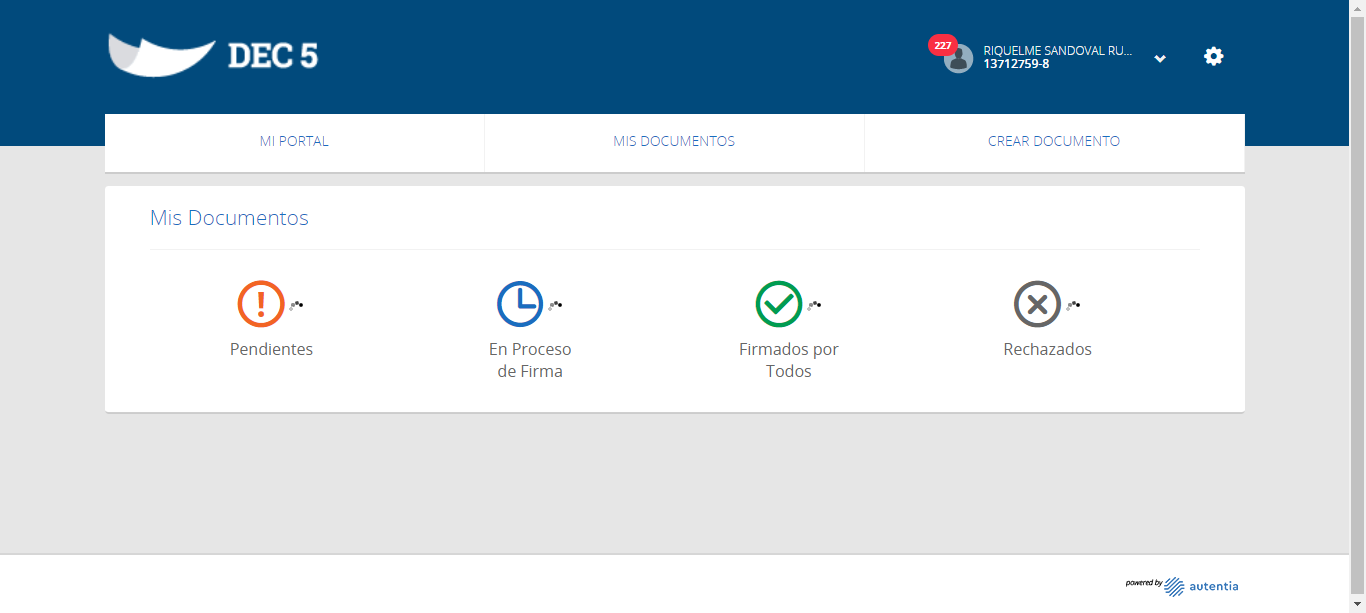 DEC 5
227
RIQUELME SANDOVAL RU...
13712759-8
MI PORTAL
MIS DOCUMENTOS
CREAR DOCUMENTO
Mis Documentos
Pendientes
En Proceso
de Firma
Firmados por
Todos
Rechazados
powered by autentia